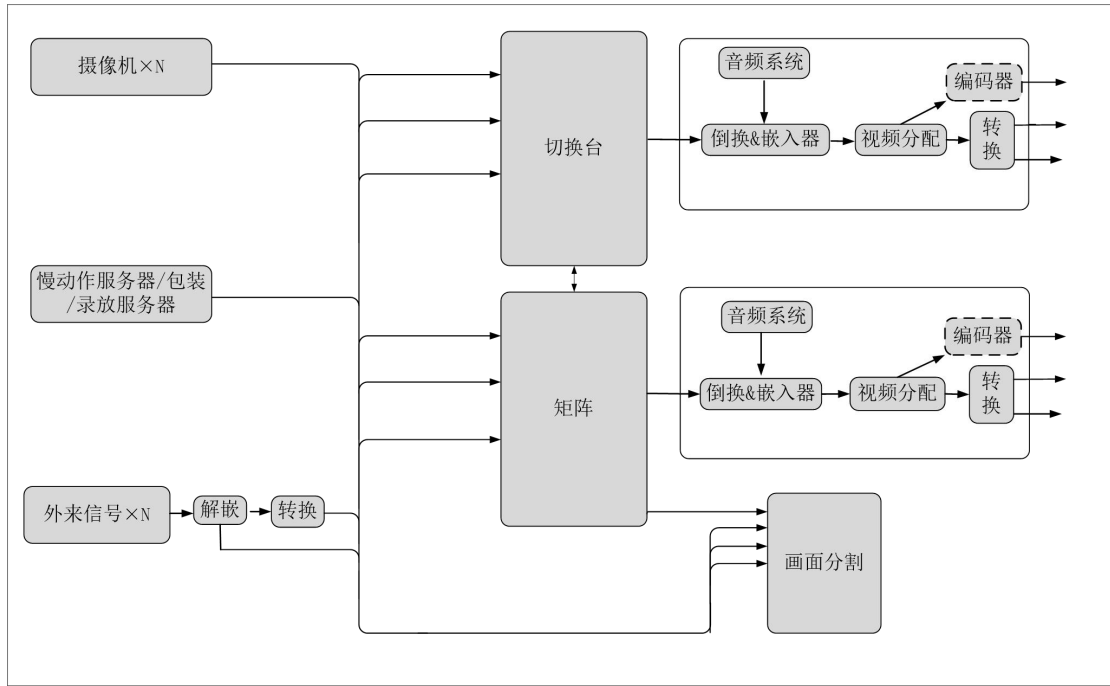 摄像机×N
慢动作服务器/包装
/录放服务器
外来信号×N
解嵌
转换
切换台
矩阵
音频系统
倒换&嵌入器
视频分配
编码器
转
换
音频系统
倒换&嵌入器
视频分配
编码器
转
换
画面分割